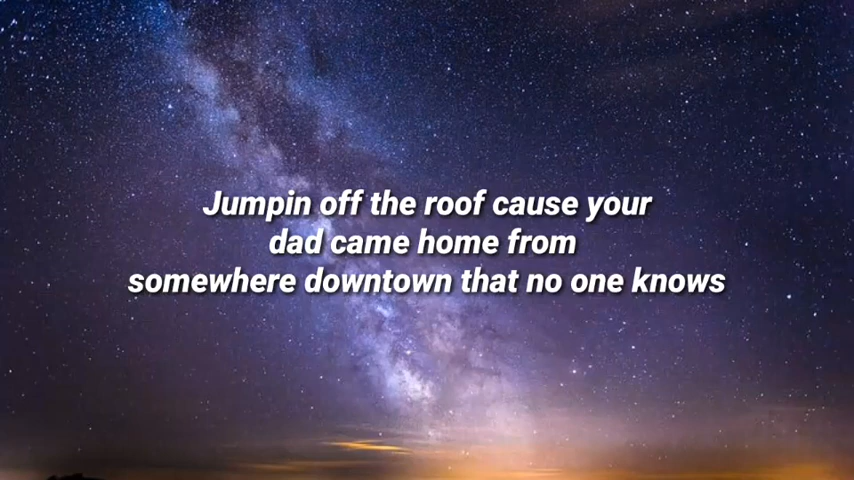 Jumpin off the roof cause your
dad came home from
somewhere downtown that no one knows